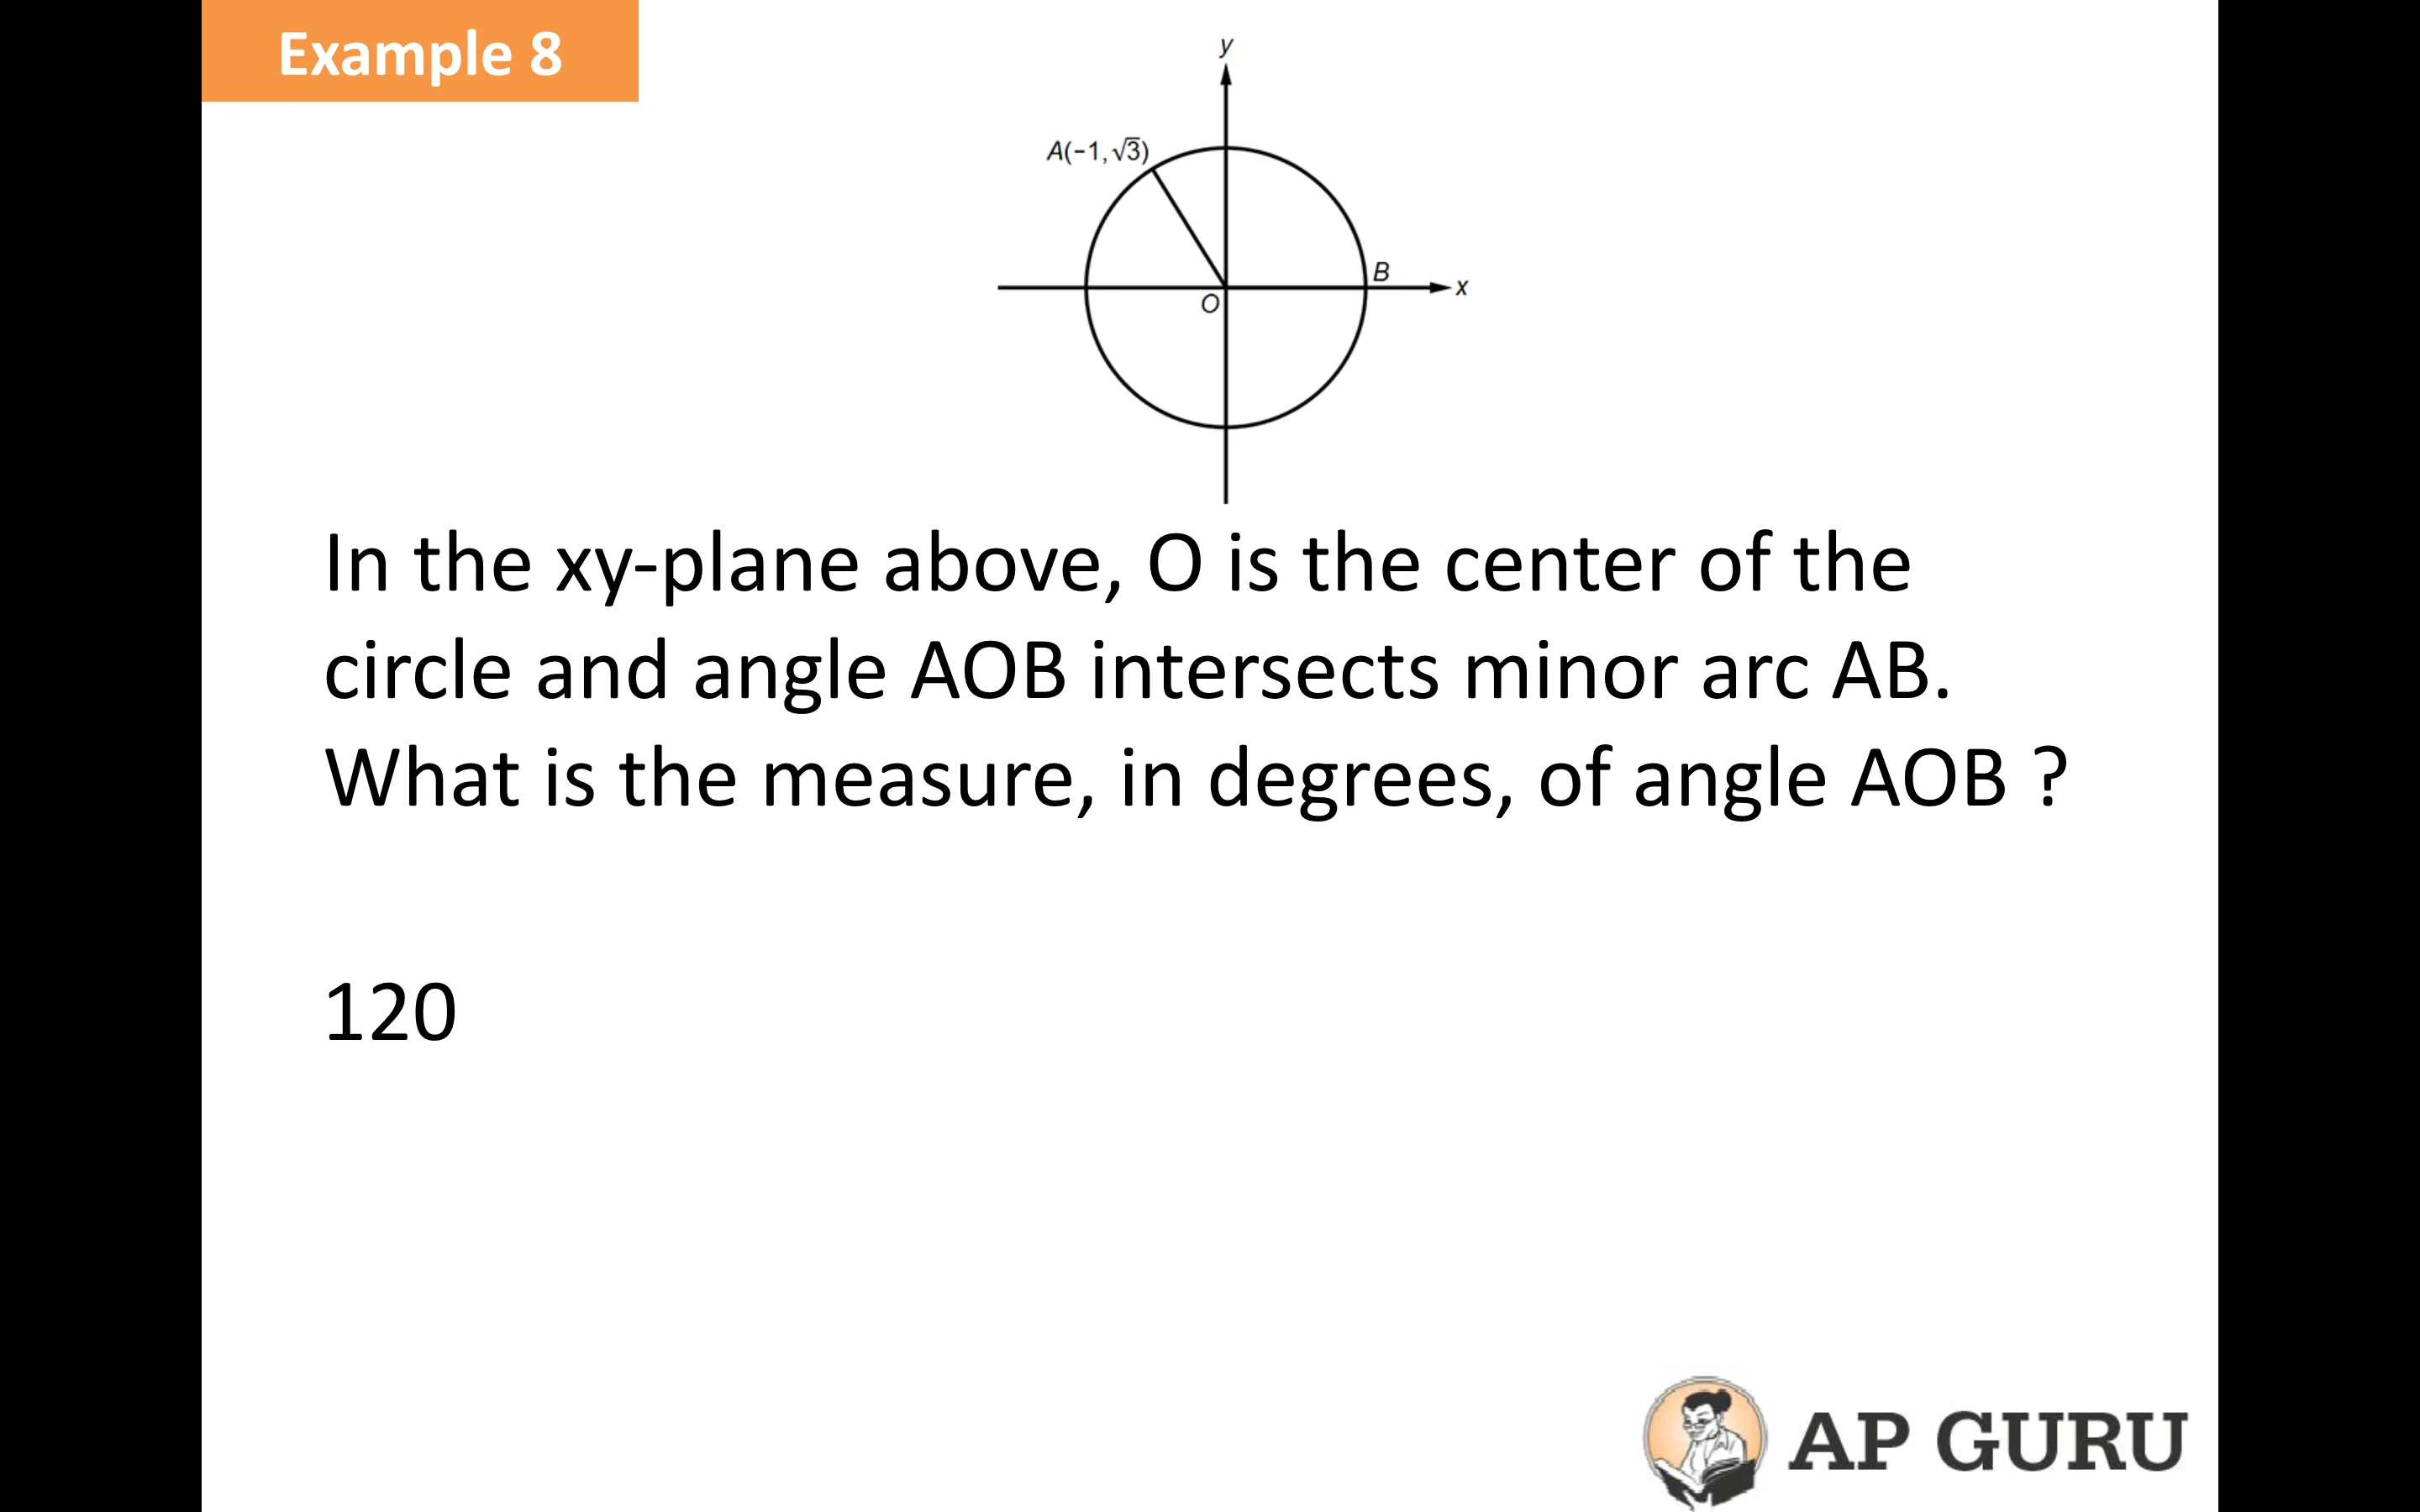 Example 8
y
A(−1,√3)
B
x
O
In the xy-plane above, O is the center of the
circle and angle AOB intersects minor arc AB.
What is the measure, in degrees, of angle AOB ?
120
AP GURU